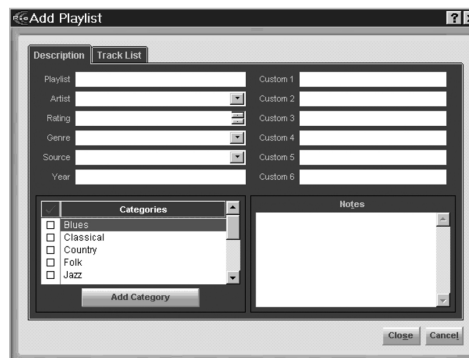 Add Playlist
Description Track List
Playlist Custom 1
Artist Custom 2
Rating Custom 3
Genre Custom 4
Source Custom 5
Year Custom 6
Categories Notes
Blues
Classical
Country
Folk
Jazz
Add Category
Close Cancel